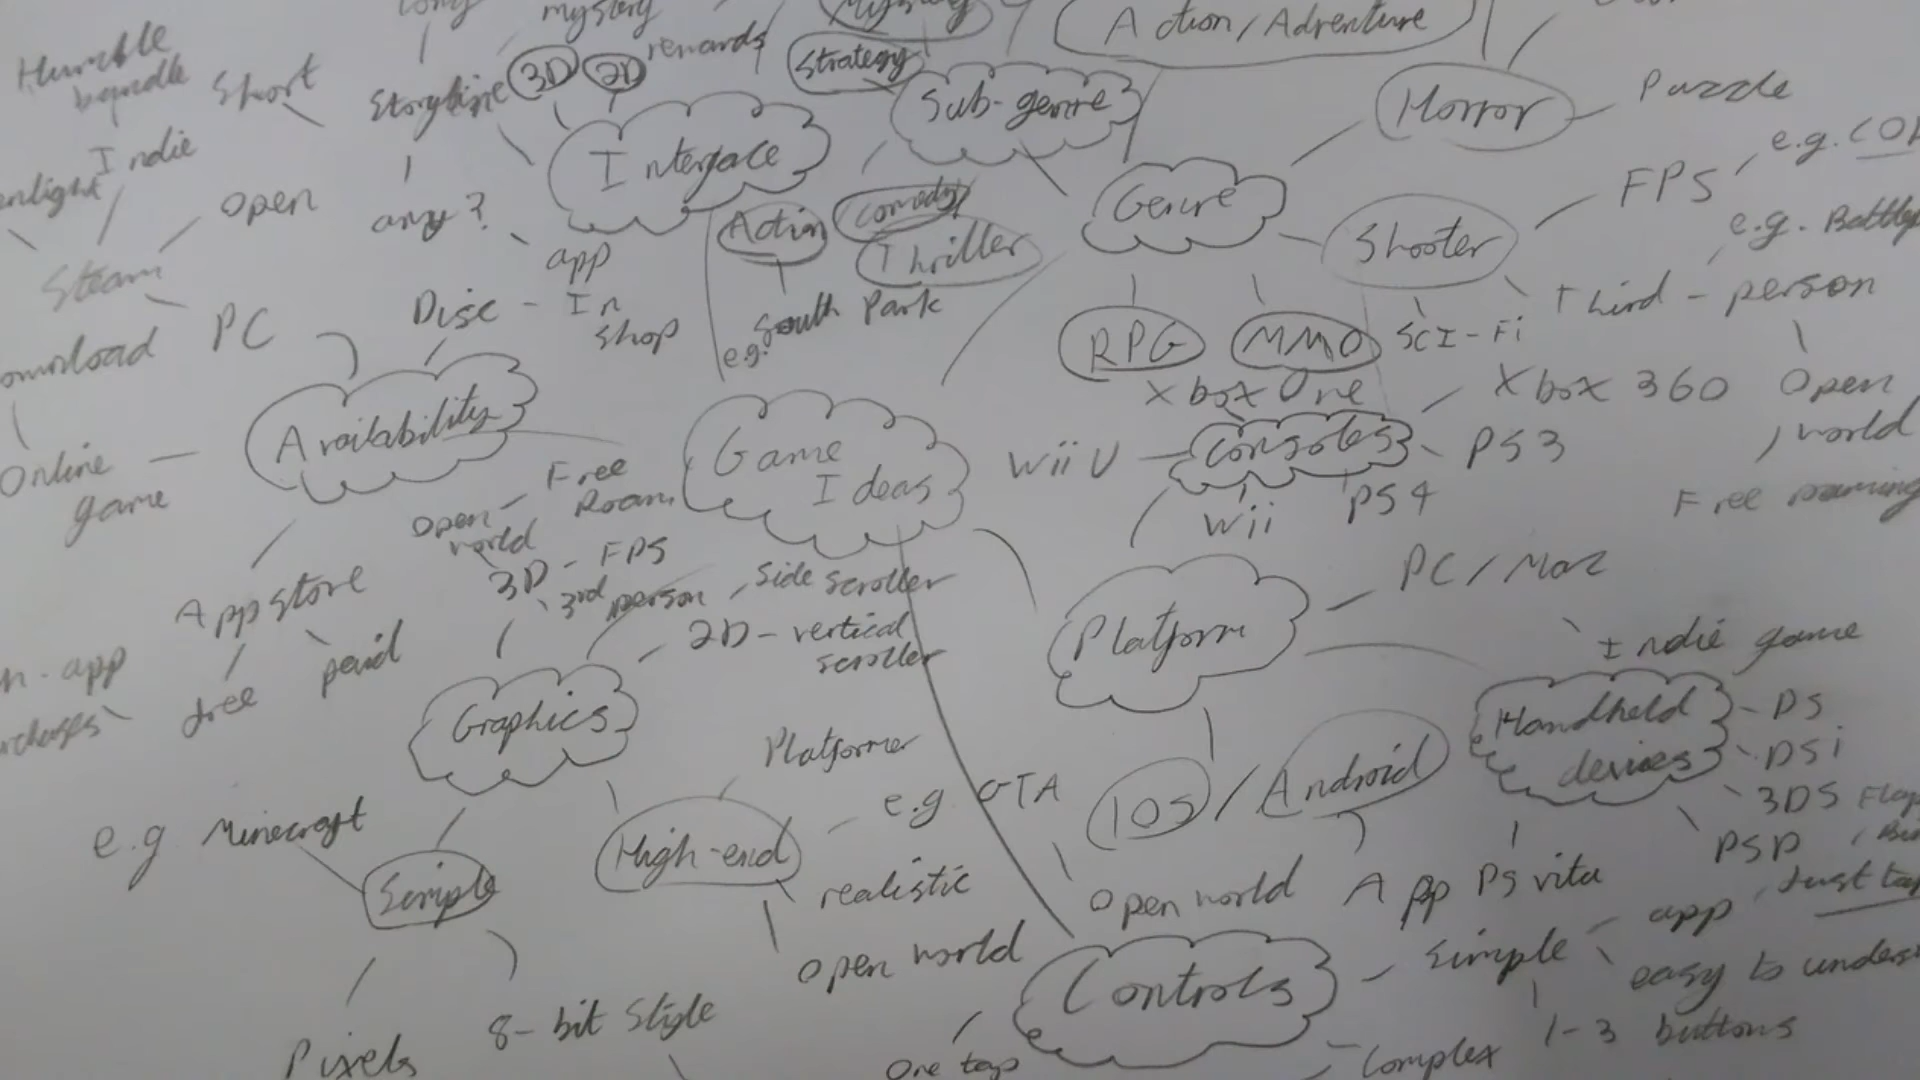 mystery
Action/Adventure
Humble
bundle
Short
Storyline
3D
2D
rewards
Strategy
Sub-genre
Horror
Puzzle
Indie
Interface
Genre
FPS
e.g. COD
open
any?
Action
Comedy
Thriller
Shooter
e.g.
Steam
app
Disc - In
shop
e.g. South Park
Third-person
PC
RPG
MMO
SCI-Fi
Xbox One
Xbox 360
Open
world
Availability
Game
Ideas
Wii U
Consoles
PS3
Wii
PS4
Free roaming
Online
game
Free
Roam
open
world
3D - FPS
3rd person
Side scroller
2D - vertical
scroller
Appstore
free
paid
Platform
PC/Mac
Indie game
Graphics
Handheld
devices
DS
DSi
3DS
PSP
PS vita
Platformer
e.g GTA
IOS / Android
e.g Minecraft
High-end
Simple
realistic
open world
Open world
App
Controls
Simple
app
Just tap
easy to
1-3 buttons
8-bit Style
Pixels
One tap
Complex